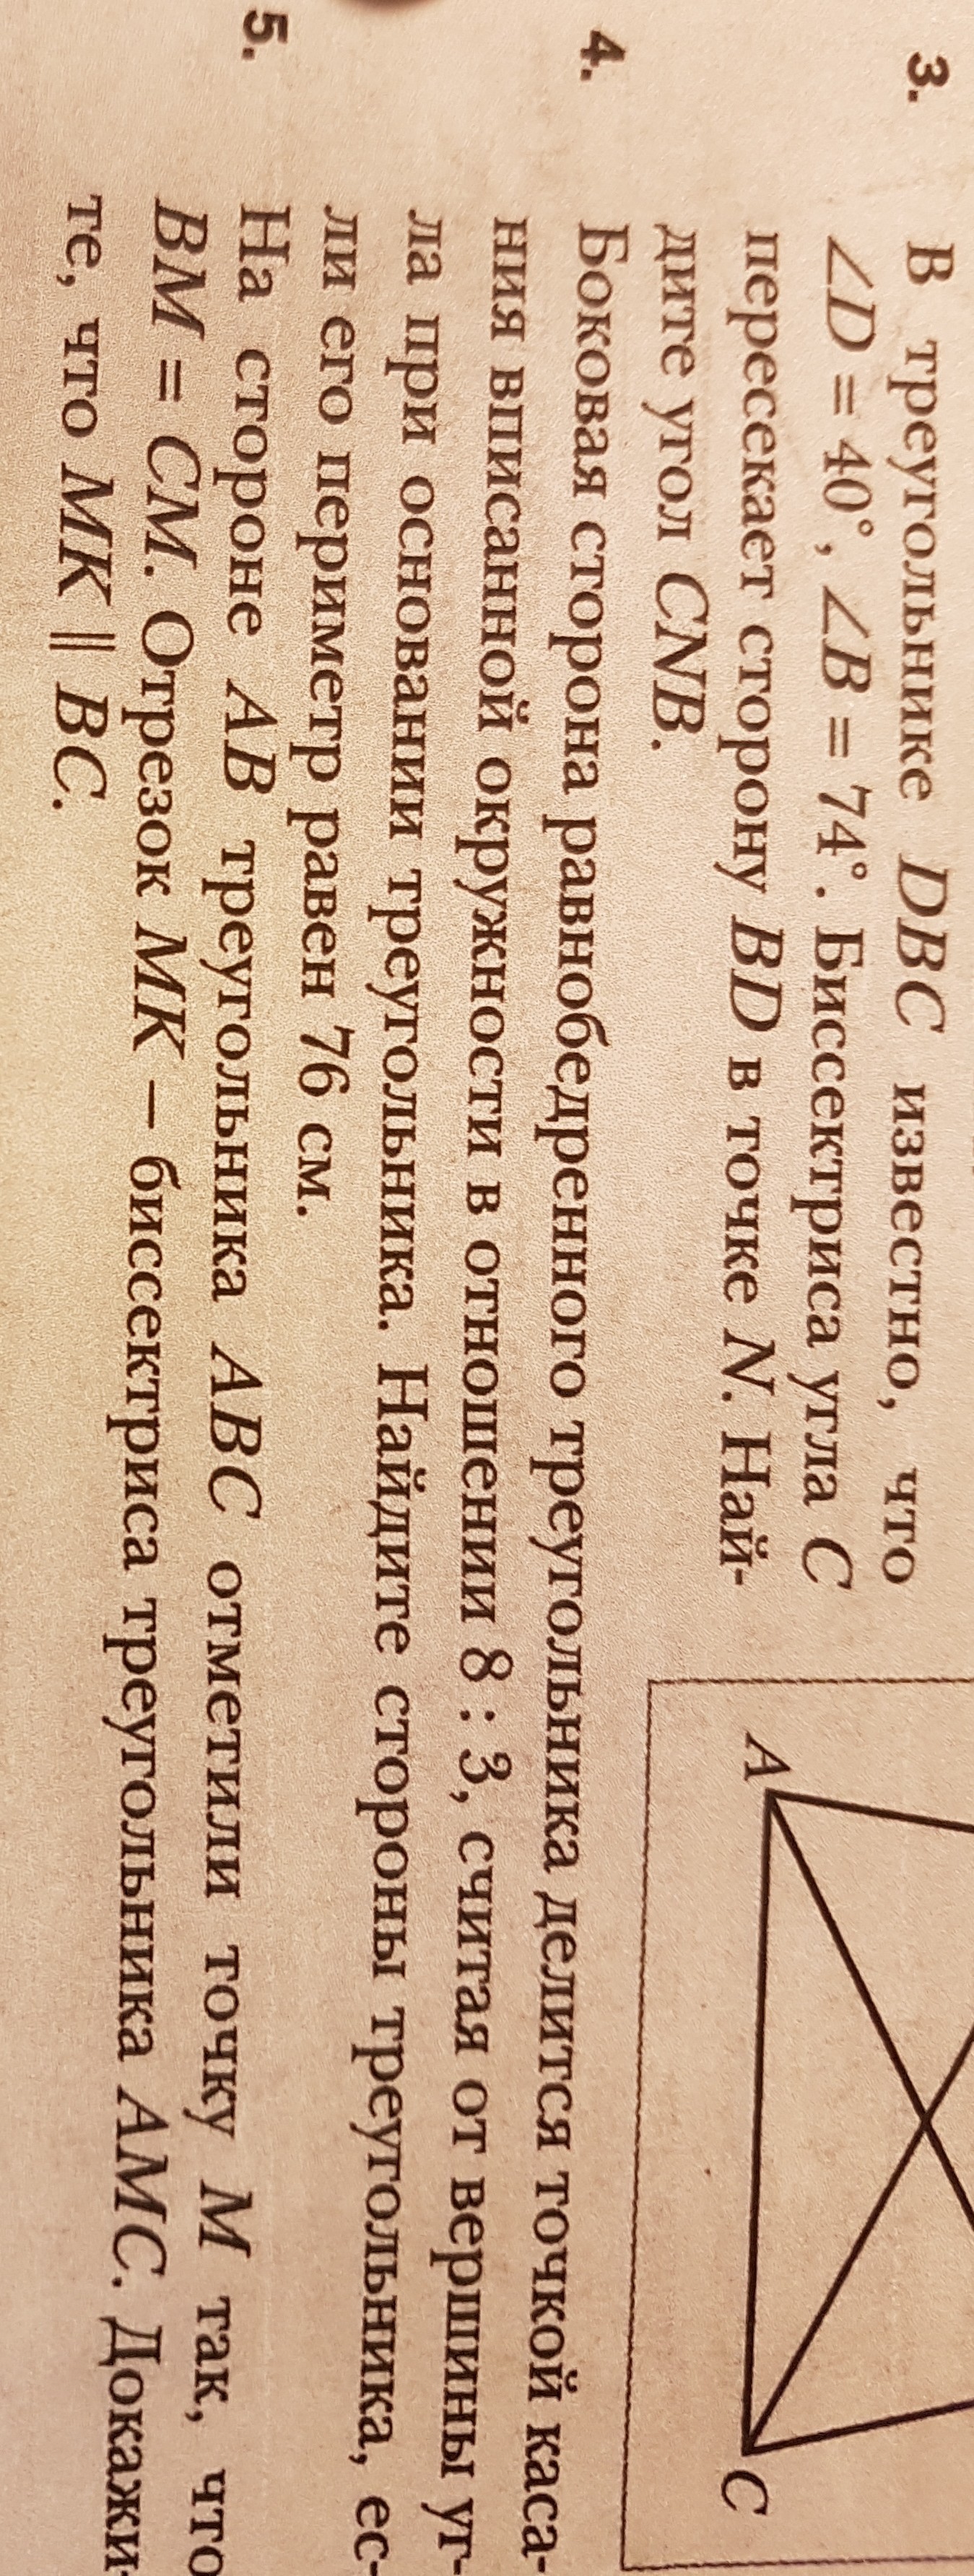 3. В треугольнике DBC известно, что
∠D = 40°, ∠B = 74°. Биссектриса угла C
пересекает сторону BD в точке N. Най-
дите угол CNB.
A
C
4. Боковая сторона равнобедренного треугольника делится точкой каса-
ния вписанной окружности в отношении 8 : 3, считая от вершины уг-
ла при основании треугольника. Найдите стороны треугольника, ес-
ли его периметр равен 76 см.
5. На стороне AB треугольника ABC отметили точку M так, что
BM = CM. Отрезок MK – биссектриса треугольника AMC. Докажи-
те, что MK || BC.